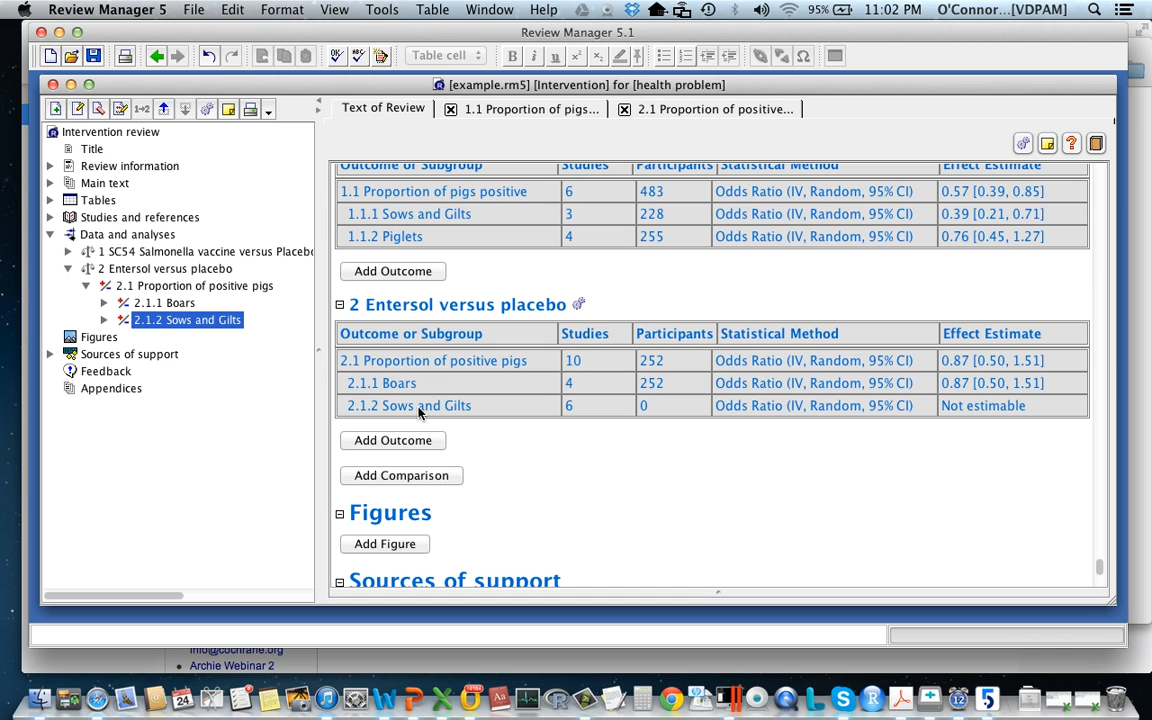 Review Manager 5 File Edit Format View Tools Table Window Help 95% 11:02 PM O'Connor...[VDPAM]
Review Manager 5.1
Table cell
[example.rm5] [Intervention] for [health problem]
Text of Review 1.1 Proportion of pigs... 2.1 Proportion of positive...
Intervention review
Title
Review information
Main text
Tables
Studies and references
Data and analyses
1 SC54 Salmonella vaccine versus Placebo
2 Entersol versus placebo
2.1 Proportion of positive pigs
2.1.1 Boars
2.1.2 Sows and Gilts
Figures
Sources of support
Feedback
Appendices
Outcome or Subgroup Studies Participants Statistical Method Effect Estimate
1.1 Proportion of pigs positive 6 483 Odds Ratio (IV, Random, 95% CI) 0.57 [0.39, 0.85]
1.1.1 Sows and Gilts 3 228 Odds Ratio (IV, Random, 95% CI) 0.39 [0.21, 0.71]
1.1.2 Piglets 4 255 Odds Ratio (IV, Random, 95% CI) 0.76 [0.45, 1.27]
Add Outcome
2 Entersol versus placebo
Outcome or Subgroup Studies Participants Statistical Method Effect Estimate
2.1 Proportion of positive pigs 10 252 Odds Ratio (IV, Random, 95% CI) 0.87 [0.50, 1.51]
2.1.1 Boars 4 252 Odds Ratio (IV, Random, 95% CI) 0.87 [0.50, 1.51]
2.1.2 Sows and Gilts 6 0 Odds Ratio (IV, Random, 95% CI) Not estimable
Add Outcome
Add Comparison
Figures
Add Figure
Sources of support
info@cochrane.org
Archie Webinar 2